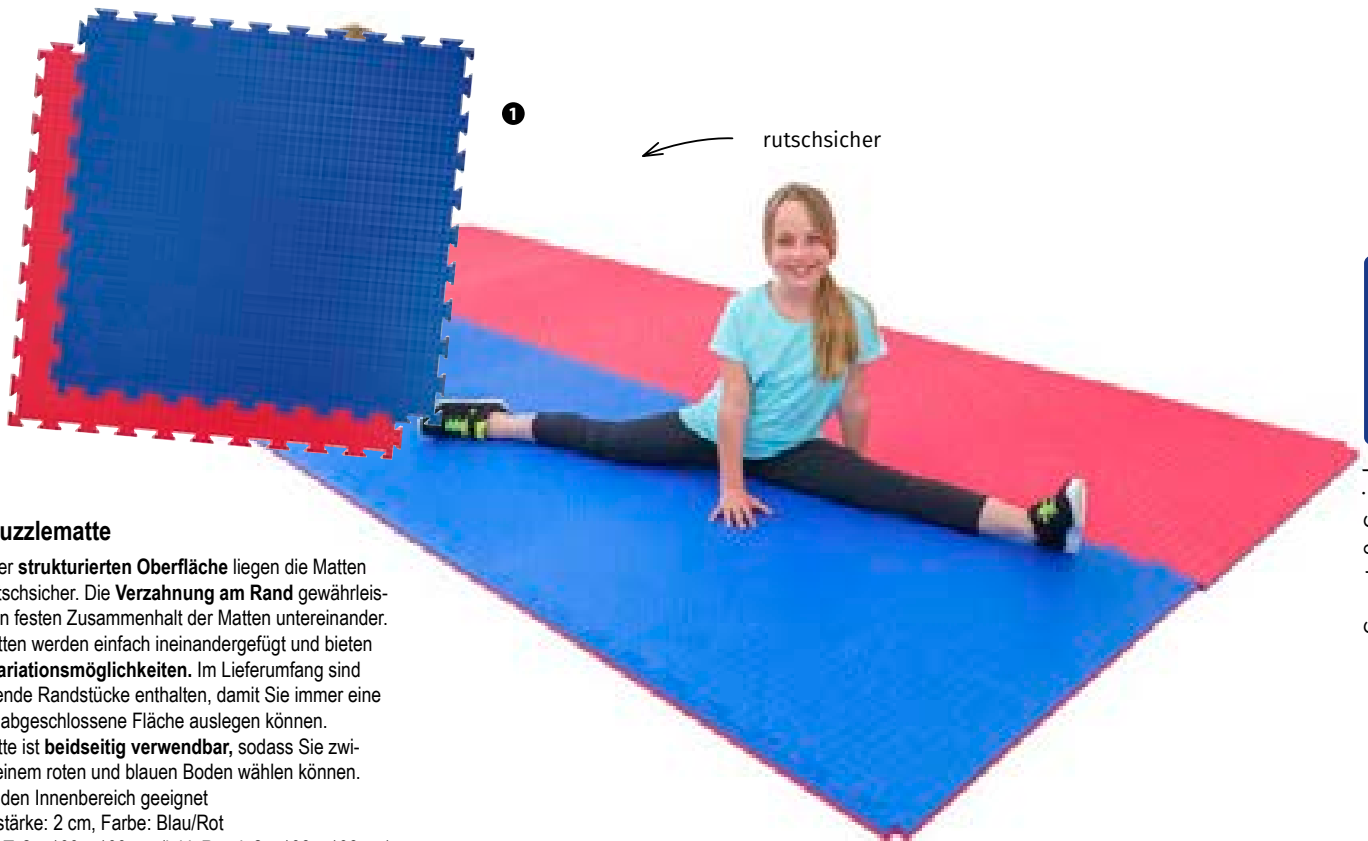 1
rutschsicher
uzzlematte
er strukturierten Oberfläche liegen die Matten
tschsicher. Die Verzahnung am Rand gewährleis-
n festen Zusammenhalt der Matten untereinander.
tten werden einfach ineinandergefügt und bieten
ariationsmöglichkeiten. Im Lieferumfang sind
ende Randstücke enthalten, damit Sie immer eine
abgeschlossene Fläche auslegen können.
tte ist beidseitig verwendbar, sodass Sie zwi-
einem roten und blauen Boden wählen können.
den Innenbereich geeignet
stärke: 2 cm, Farbe: Blau/Rot